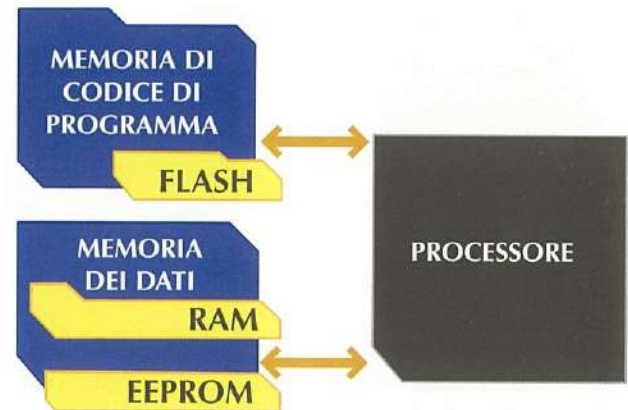 MEMORIA DI
CODICE DI
PROGRAMMA
FLASH
MEMORIA
DEI DATI
RAM
EEPROM
PROCESSORE